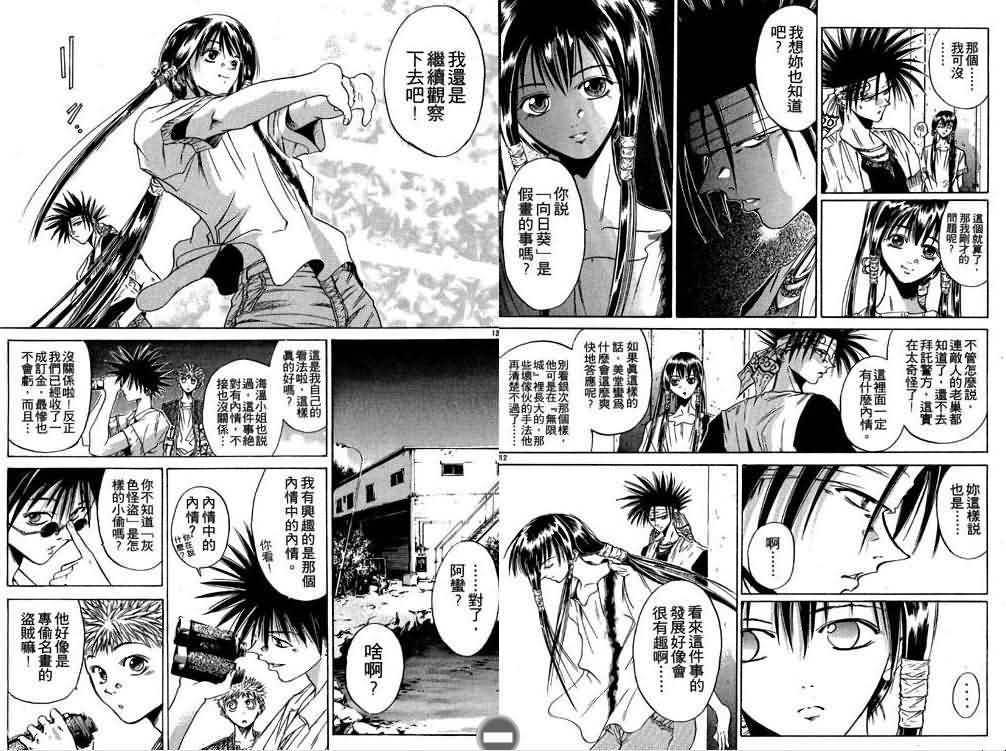 那個…
我可沒
……
這個就算了，
那我剛才的
問題呢？
我想妳也知道
吧？
你說
「向日葵」是
假畫的事嗎？
不管怎麼說，
連敵人的老巢都
知道了，還不去
拜託警方，這實
在太奇怪了！
這裡面一定
有什麼內情。
如果真這樣的
話，美堂蠻為
什麼會這麼爽
快地答應呢？
別看銀次那個樣，
他可是在『無限
城』裡長大的，那
些壞傢伙的手法他
再清楚不過了…
妳這樣說
也是……
啊……
……
看來這件事的
發展好像會
很有趣啊……
12
我還是
繼續觀察
下去吧！
13
這是我自己的
看法啦，這樣
真的好嗎？
海溫小姐也說
過，這件事絕
對有內情，不
接也沒關係…
沒關係啦！反正
我們已經收了一
成訂金，最慘也
不會虧，而且…
……對了，
阿蠻？
啥啊？
我有興趣的是那個
內情中的內情。
你看
內情中的
內情？
你在說
什麼？
你不知道「灰
色怪盜」是怎
樣的小偷嗎？
他好像是
專偷名畫的
盜賊嘛！